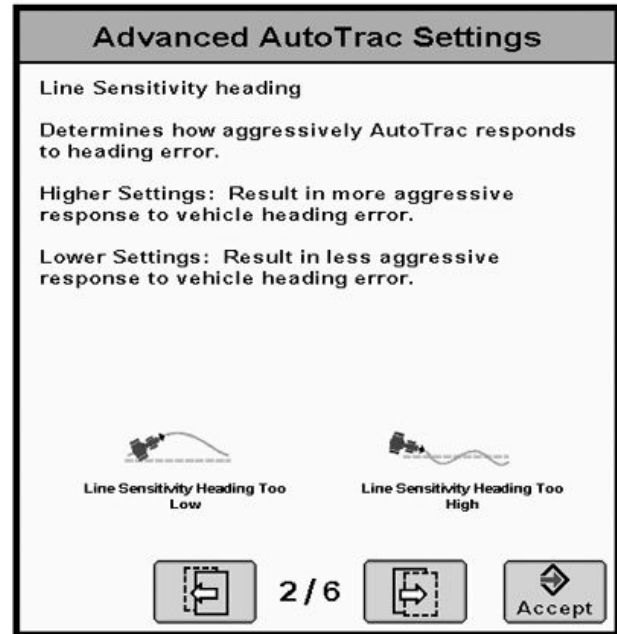 Advanced AutoTrac Settings
Line Sensitivity heading
Determines how aggressively AutoTrac responds
to heading error.
Higher Settings: Result in more aggressive
response to vehicle heading error.
Lower Settings: Result in less aggressive
response to vehicle heading error.
Line Sensitivity Heading Too
Low
Line Sensitivity Heading Too
High
2/6
Accept